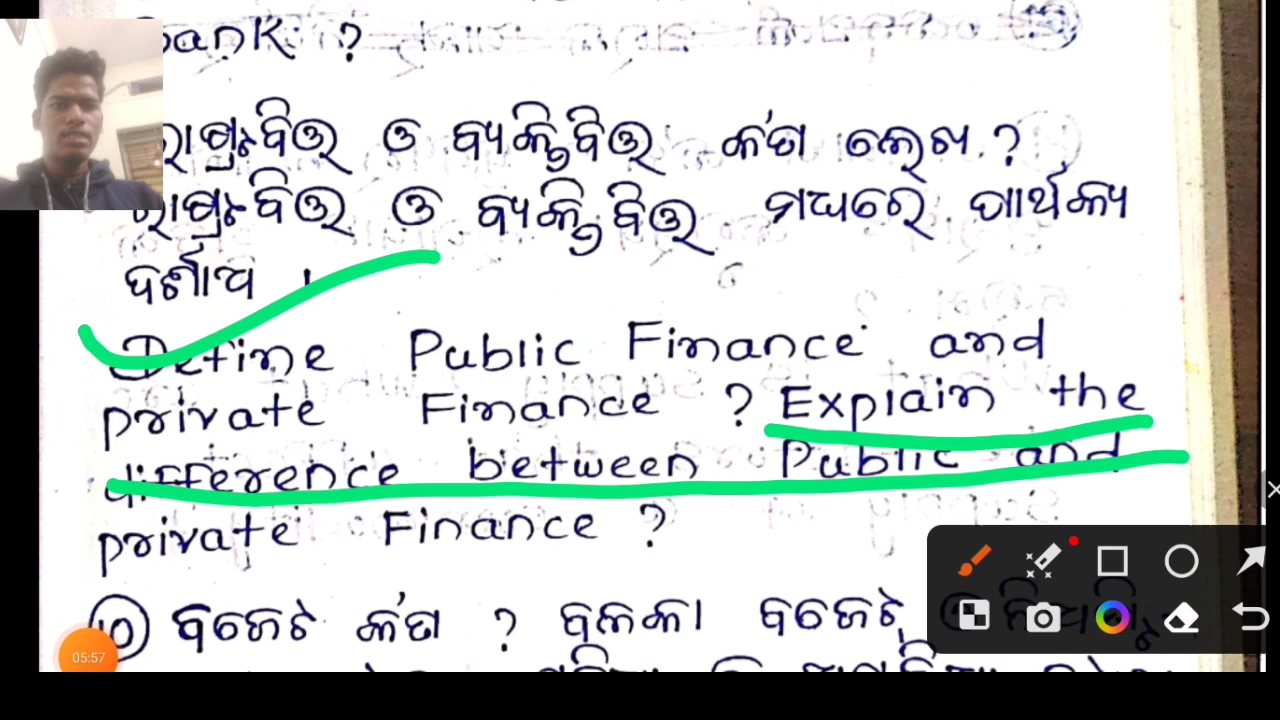 bank ?
ରାଷ୍ଟ୍ରବିତ୍ତ ଓ ବ୍ୟକ୍ତିବିତ୍ତ କ'ଣ ଲେଖ ?
ରାଷ୍ଟ୍ରବିତ୍ତ ଓ ବ୍ୟକ୍ତିବିତ୍ତ ମଧ୍ୟରେ ପାର୍ଥକ୍ୟ
ଦର୍ଶାଅ ।
Define Public Finance and
private Finance ? Explain the
difference between Public and
private Finance ?
ବଜେଟ କ'ଣ ? ବଳକା ବଜେଟ୍
05:57